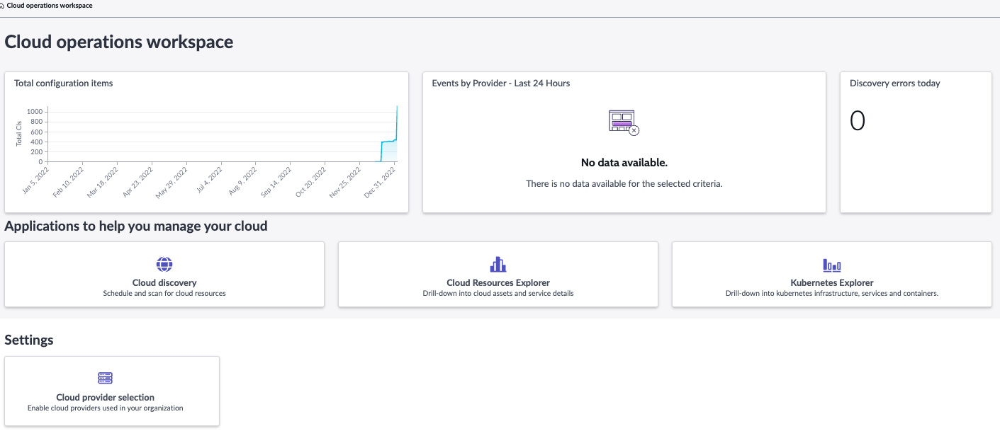 Cloud operations workspace
Cloud operations workspace
Total configuration items
Total CIs
1000
800
600
400
200
0
Jan 5, 2022
Feb 10, 2022
Mar 18, 2022
Apr 23, 2022
May 29, 2022
Jul 4, 2022
Aug 9, 2022
Sep 14, 2022
Oct 20, 2022
Nov 25, 2022
Dec 31, 2022
Events by Provider - Last 24 Hours
No data available.
There is no data available for the selected criteria.
Discovery errors today
0
Applications to help you manage your cloud
Cloud discovery
Schedule and scan for cloud resources
Cloud Resources Explorer
Drill-down into cloud assets and service details
Kubernetes Explorer
Drill-down into kubernetes infrastructure, services and containers.
Settings
Cloud provider selection
Enable cloud providers used in your organization